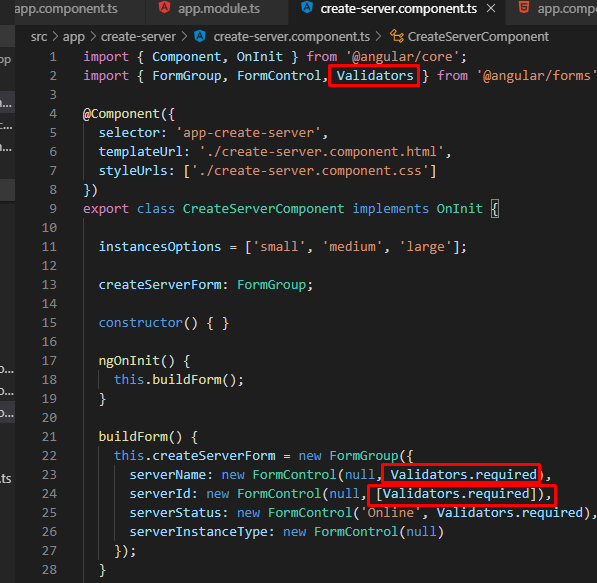 app.component.ts app.module.ts create-server.component.ts × app.compon
src > app > create-server > create-server.component.ts > CreateServerComponent
1 import { Component, OnInit } from '@angular/core';
2 import { FormGroup, FormControl, Validators } from '@angular/forms'
3
4 @Component({
5 selector: 'app-create-server',
6 templateUrl: './create-server.component.html',
7 styleUrls: ['./create-server.component.css']
8 })
9 export class CreateServerComponent implements OnInit {
10
11 instancesOptions = ['small', 'medium', 'large'];
12
13 createServerForm: FormGroup;
14
15 constructor() { }
16
17 ngOnInit() {
18 this.buildForm();
19 }
20
21 buildForm() {
22 this.createServerForm = new FormGroup({
23 serverName: new FormControl(null, Validators.required),
24 serverId: new FormControl(null, [Validators.required]),
25 serverStatus: new FormControl('Online', Validators.required),
26 serverInstanceType: new FormControl(null)
27 });
28 }